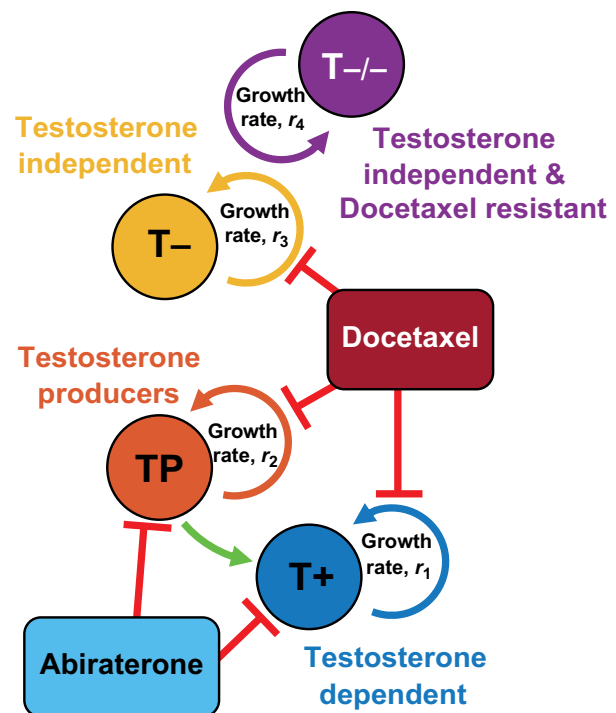 T–/–
Growth
rate, r4
Testosterone
independent
Testosterone
independent &
Docetaxel resistant
T–
Growth
rate, r3
Docetaxel
Testosterone
producers
TP
Growth
rate, r2
T+
Growth
rate, r1
Abiraterone
Testosterone
dependent